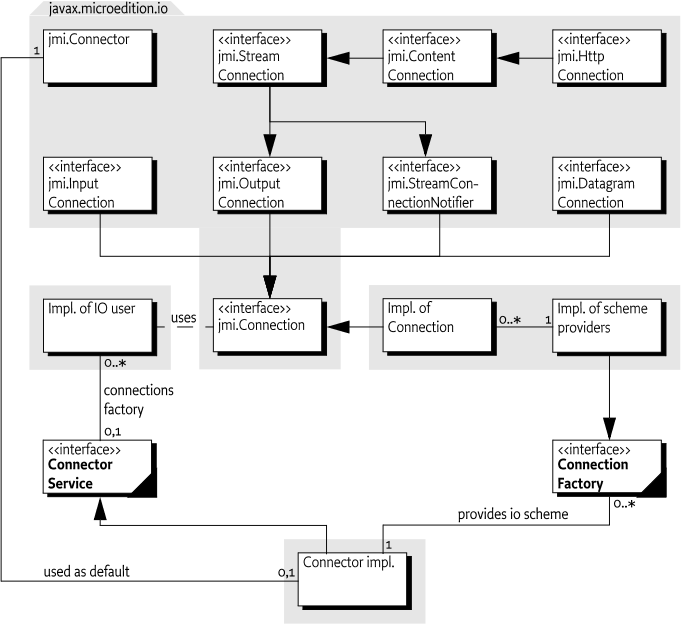 javax.microedition.io
1
jmi.Connector
<<interface>>
jmi.Stream
Connection
<<interface>>
jmi.Content
Connection
<<interface>>
jmi.Http
Connection
<<interface>>
jmi.Input
Connection
<<interface>>
jmi.Output
Connection
<<interface>>
jmi.StreamCon-
nectionNotifier
<<interface>>
jmi.Datagram
Connection
Impl. of IO user
uses
<<interface>>
jmi.Connection
Impl. of
Connection
0..*
1
Impl. of scheme
providers
0..*
connections
factory
0,1
<<interface>>
Connector
Service
<<interface>>
Connection
Factory
0..*
provides io scheme
1
Connector impl.
used as default
0,1